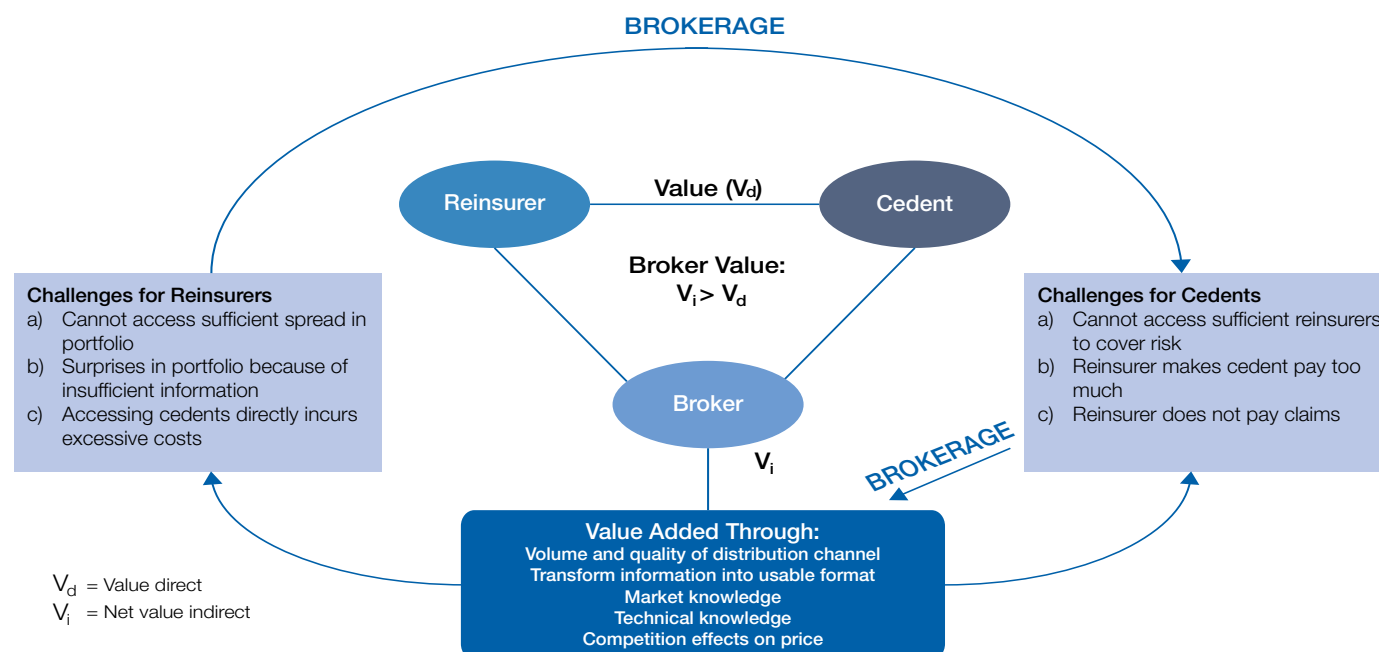 BROKERAGE
Reinsurer
Value (Vd)
Cedent
Broker Value:
Vi > Vd
Challenges for Reinsurers
a) Cannot access sufficient spread in
portfolio
b) Surprises in portfolio because of
insufficient information
c) Accessing cedents directly incurs
excessive costs
Challenges for Cedents
a) Cannot access sufficient reinsurers
to cover risk
b) Reinsurer makes cedent pay too
much
c) Reinsurer does not pay claims
Broker
Vi
BROKERAGE
Value Added Through:
Volume and quality of distribution channel
Transform information into usable format
Market knowledge
Technical knowledge
Competition effects on price
Vd = Value direct
Vi = Net value indirect